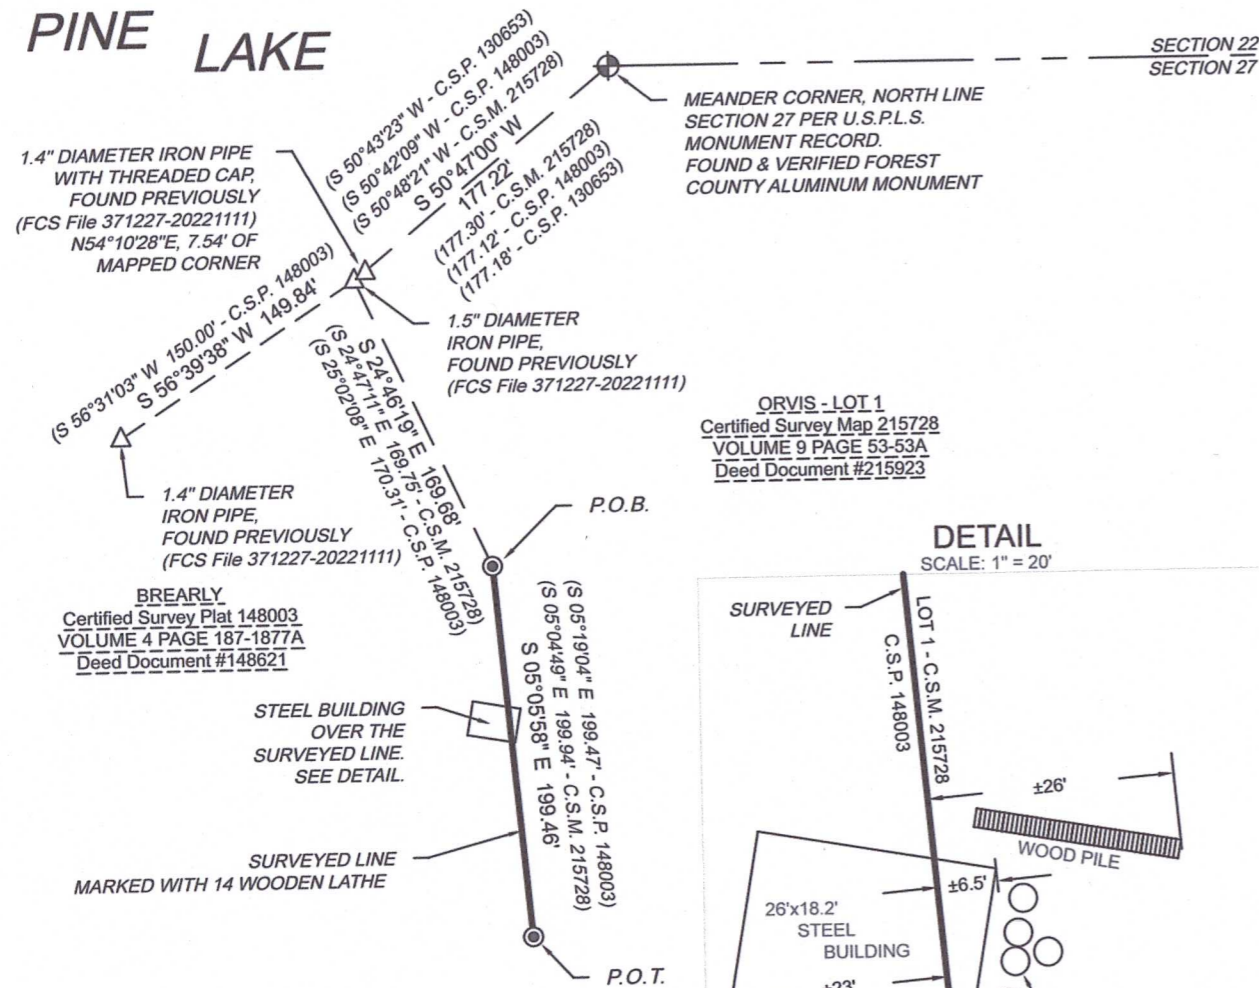 PINE LAKE
SECTION 22
SECTION 27
MEANDER CORNER, NORTH LINE
SECTION 27 PER U.S.P.L.S.
MONUMENT RECORD.
FOUND & VERIFIED FOREST
COUNTY ALUMINUM MONUMENT
(S 50°43'23" W - C.S.P. 130653)
(S 50°42'09" W - C.S.P. 148003)
(S 50°48'21" W - C.S.M. 215728)
S 50°47'00" W
177.22'
(177.30' - C.S.M. 215728)
(177.12' - C.S.P. 148003)
(177.18' - C.S.P. 130653)
1.4" DIAMETER IRON PIPE
WITH THREADED CAP,
FOUND PREVIOUSLY
(FCS File 371227-20221111)
N54°10'28"E, 7.54' OF
MAPPED CORNER
(S 56°31'03" W 150.00' - C.S.P. 148003)
S 56°39'38" W 149.84'
1.5" DIAMETER
IRON PIPE,
FOUND PREVIOUSLY
(FCS File 371227-20221111)
S 24°46'19" E 169.68'
(S 24°47'11" E 169.75' - C.S.M. 215728)
(S 25°02'08" E 170.31' - C.S.P. 148003)
ORVIS - LOT 1
Certified Survey Map 215728
VOLUME 9 PAGE 53-53A
Deed Document #215923
1.4" DIAMETER
IRON PIPE,
FOUND PREVIOUSLY
(FCS File 371227-20221111)
P.O.B.
BREARLY
Certified Survey Plat 148003
VOLUME 4 PAGE 187-1877A
Deed Document #148621
(S 05°19'04" E 199.47' - C.S.P. 148003)
(S 05°04'49" E 199.94' - C.S.M. 215728)
S 05°05'58" E 199.46'
STEEL BUILDING
OVER THE
SURVEYED LINE.
SEE DETAIL.
SURVEYED LINE
MARKED WITH 14 WOODEN LATHE
P.O.T.
DETAIL
SCALE: 1" = 20'
SURVEYED
LINE
LOT 1 - C.S.M. 215728
C.S.P. 148003
±26'
WOOD PILE
±6.5'
26'x18.2'
STEEL
BUILDING
±23'